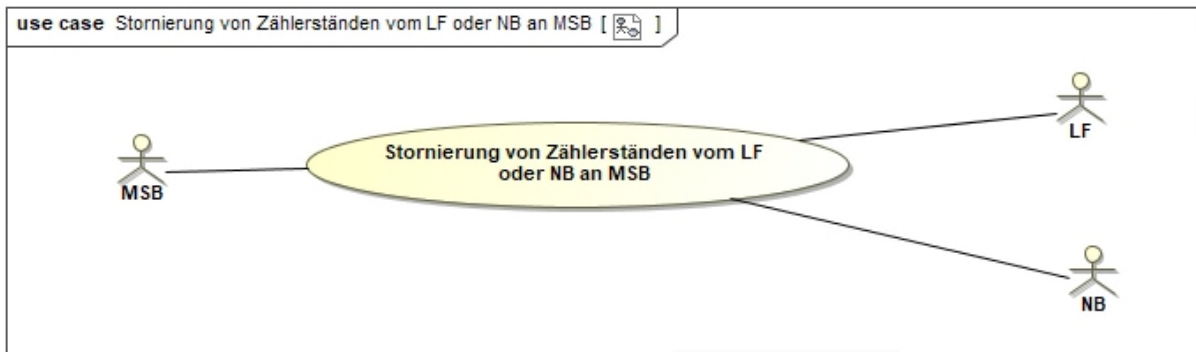 use case Stornierung von Zählerständen vom LF oder NB an MSB [ ]
LF
Stornierung von Zählerständen vom LF
oder NB an MSB
MSB
NB